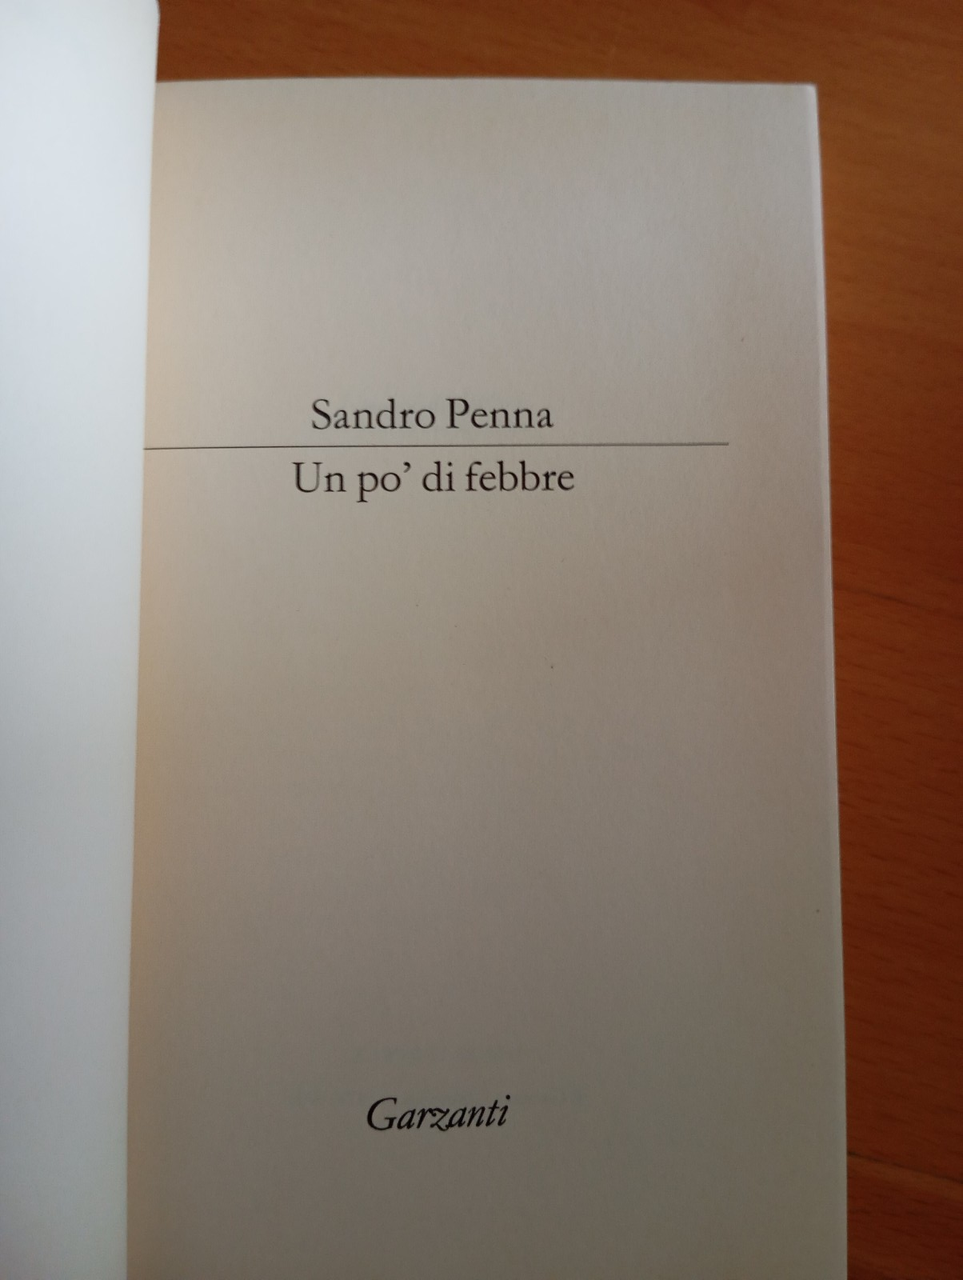 Sandro Penna
Un po’ di febbre
Garzanti